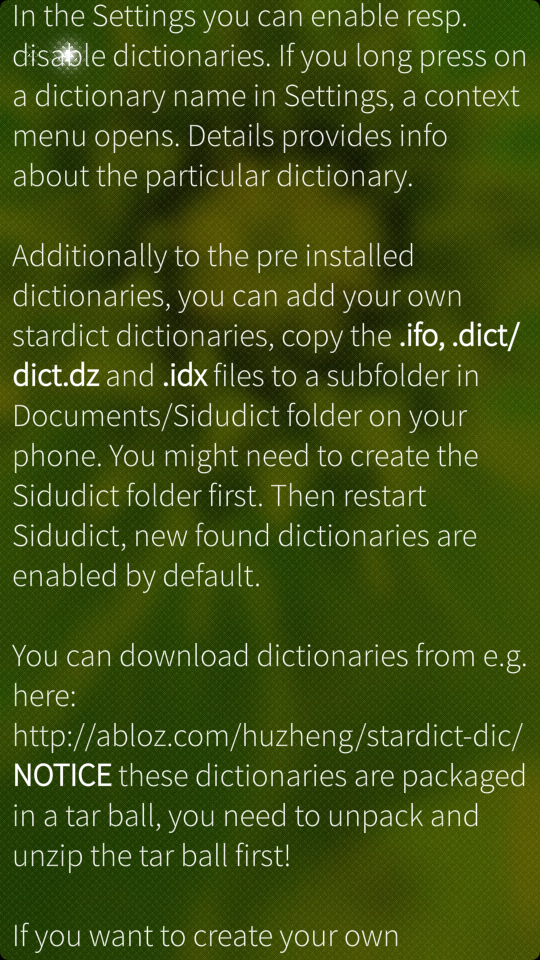 In the Settings you can enable resp.
disable dictionaries. If you long press on
a dictionary name in Settings, a context
menu opens. Details provides info
about the particular dictionary.
Additionally to the pre installed
dictionaries, you can add your own
stardict dictionaries, copy the .ifo, .dict/
dict.dz and .idx files to a subfolder in
Documents/Sidudict folder on your
phone. You might need to create the
Sidudict folder first. Then restart
Sidudict, new found dictionaries are
enabled by default.
You can download dictionaries from e.g.
here:
http://abloz.com/huzheng/stardict-dic/
NOTICE these dictionaries are packaged
in a tar ball, you need to unpack and
unzip the tar ball first!
If you want to create your own